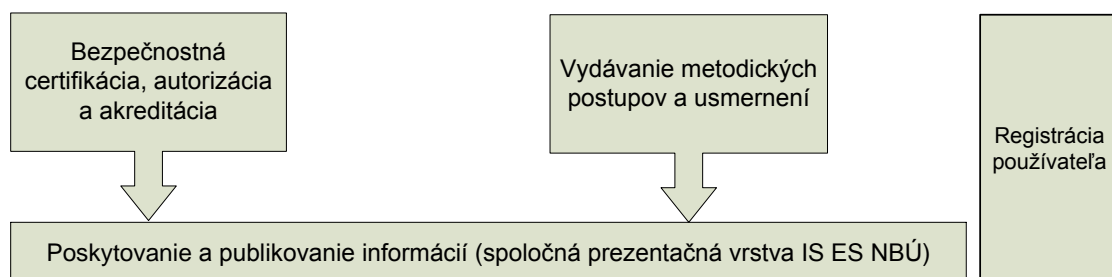 Bezpečnostná
certifikácia, autorizácia
a akreditácia
Vydávanie metodických
postupov a usmernení
Registrácia
používateľa
Poskytovanie a publikovanie informácií (spoločná prezentačná vrstva IS ES NBÚ)